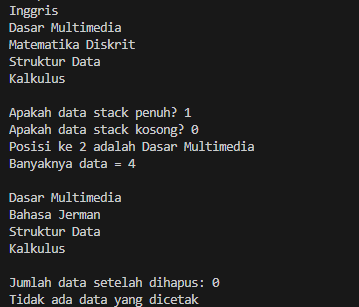 Inggris
Dasar Multimedia
Matematika Diskrit
Struktur Data
Kalkulus
Apakah data stack penuh? 1
Apakah data stack kosong? 0
Posisi ke 2 adalah Dasar Multimedia
Banyaknya data = 4
Dasar Multimedia
Bahasa Jerman
Struktur Data
Kalkulus
Jumlah data setelah dihapus: 0
Tidak ada data yang dicetak